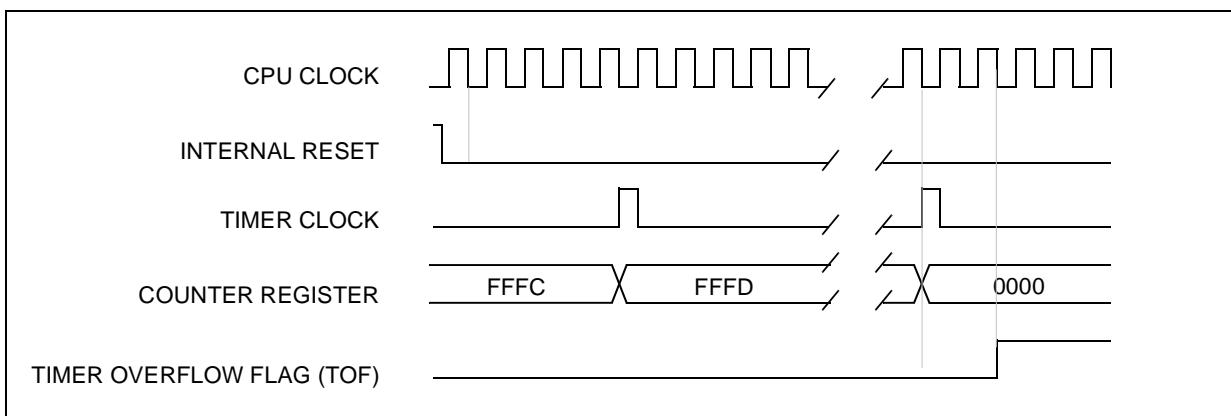 CPU CLOCK
INTERNAL RESET
TIMER CLOCK
COUNTER REGISTER FFFC FFFD 0000
TIMER OVERFLOW FLAG (TOF)